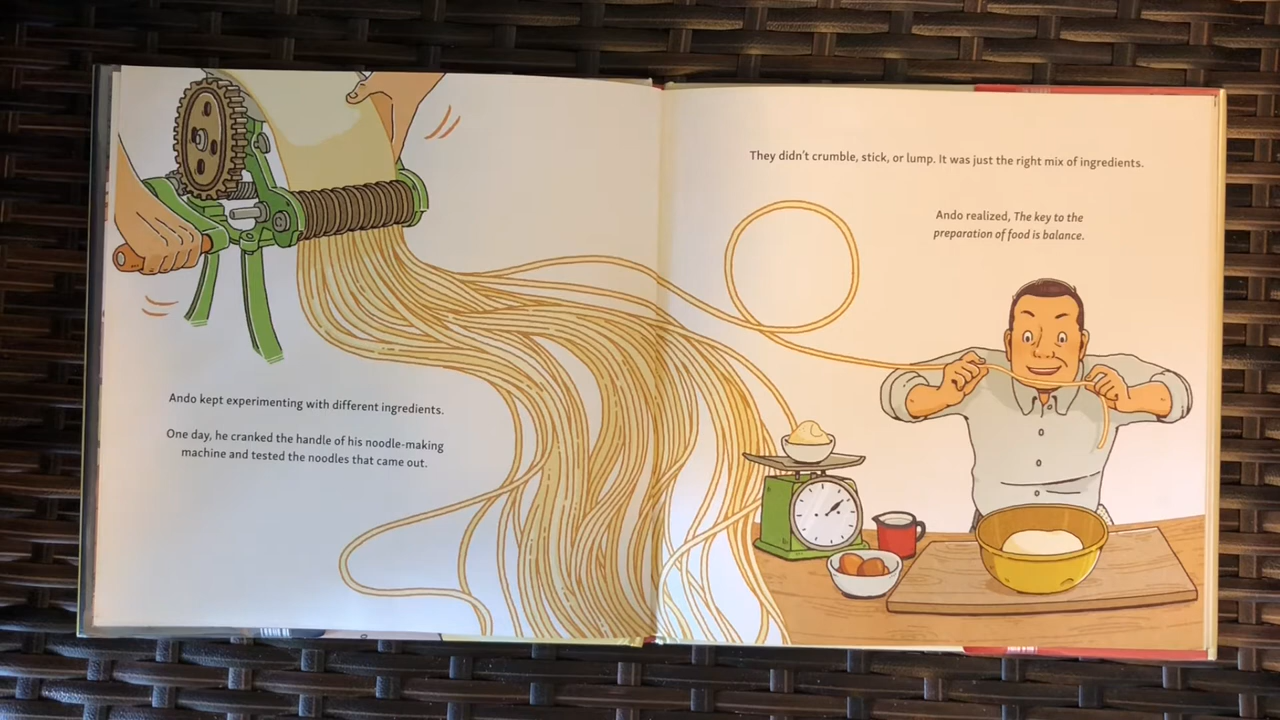 Ando kept experimenting with different ingredients.
One day, he cranked the handle of his noodle-making
machine and tested the noodles that came out.
They didn't crumble, stick, or lump. It was just the right mix of ingredients.
Ando realized, The key to the
preparation of food is balance.